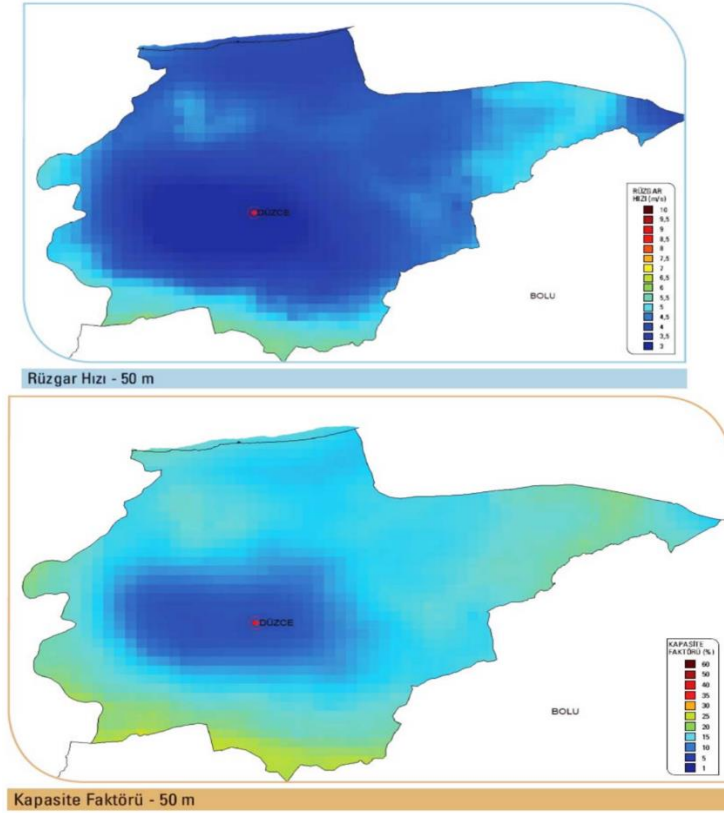 DÜZCE
BOLU
RÜZGAR
HIZI (m/s)
10
9,5
9
8,5
8
7,5
7
6,5
6
5,5
5
4,5
4
3,5
3
Rüzgar Hızı - 50 m
DÜZCE
BOLU
KAPASİTE
FAKTÖRÜ (%)
60
50
40
35
30
25
20
15
10
5
1
Kapasite Faktörü - 50 m